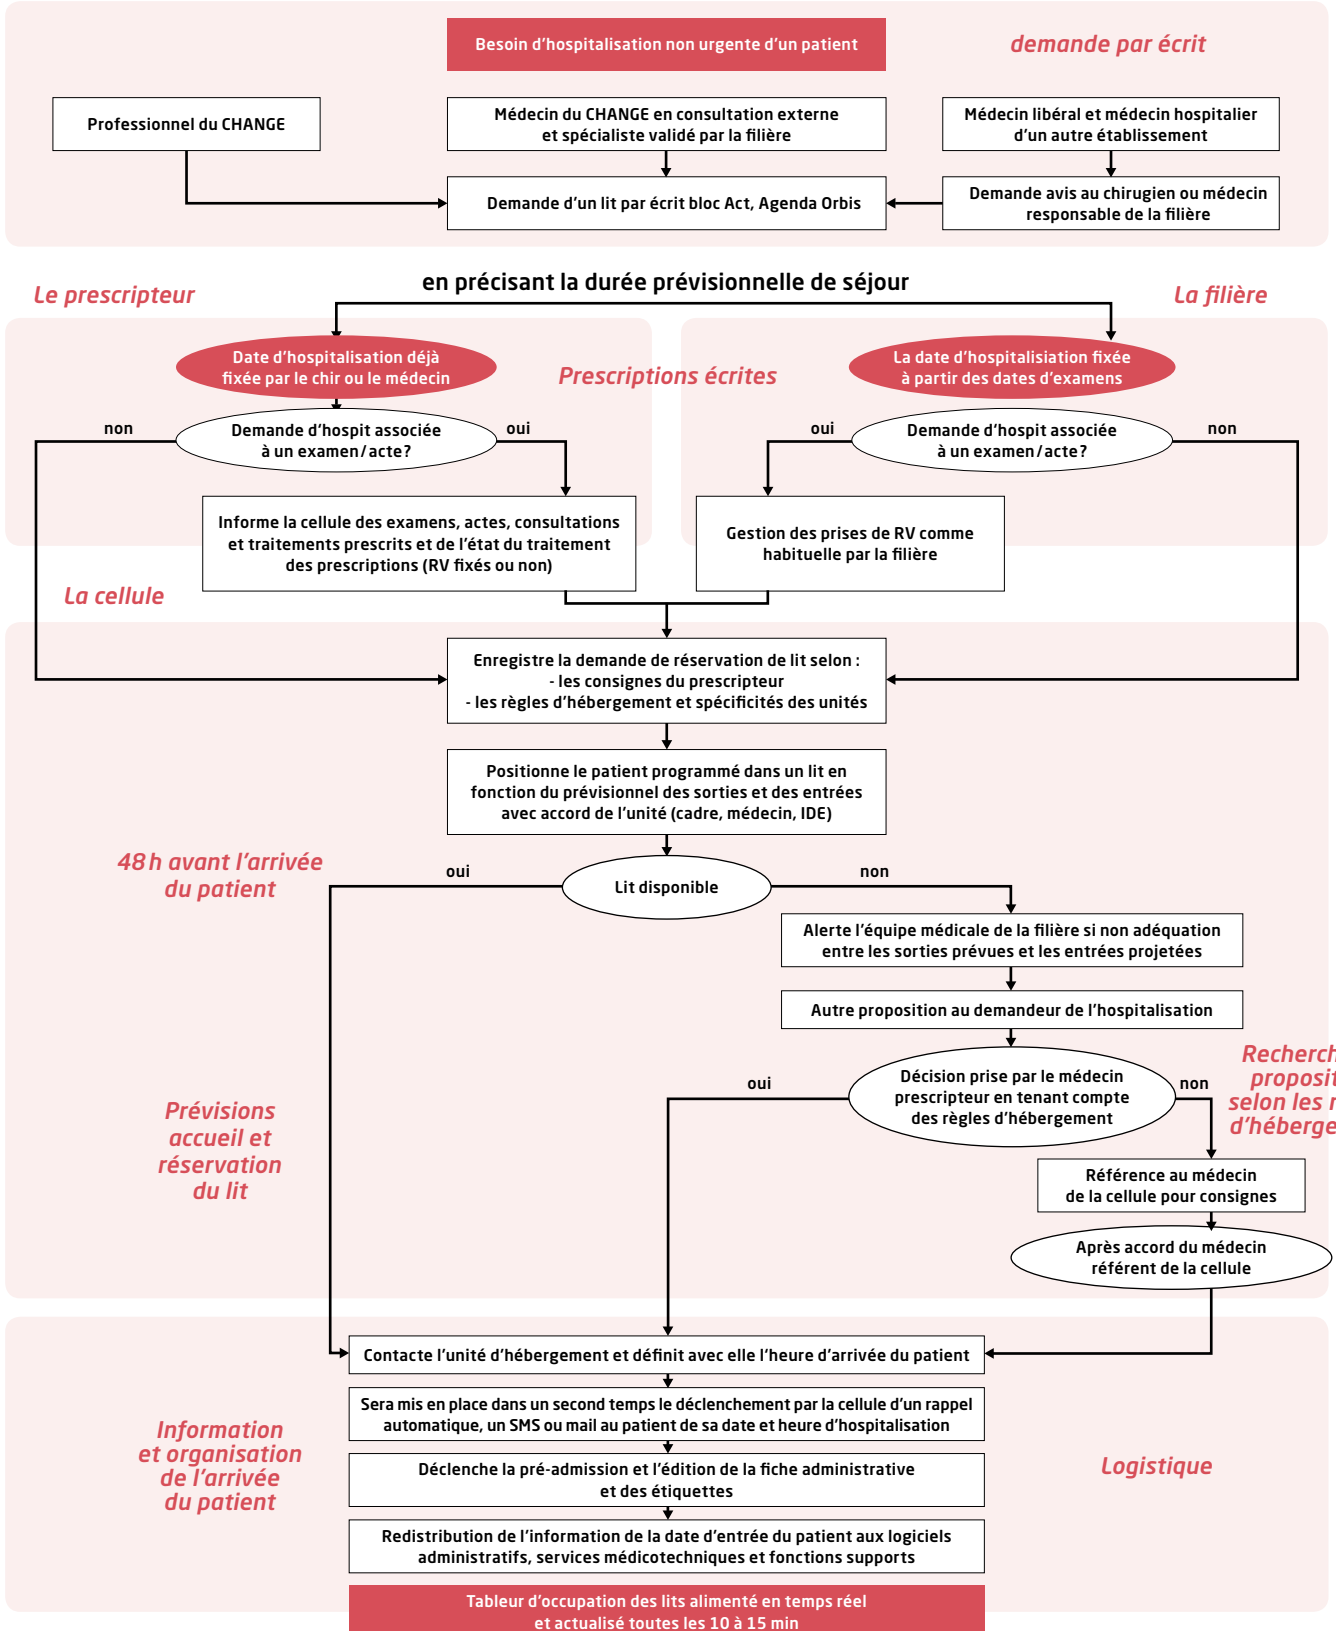 Besoin d'hospitalisation non urgente d'un patient
demande par écrit
Professionnel du CHANGE
Médecin du CHANGE en consultation externe
et spécialiste validé par la filière
Médecin libéral et médecin hospitalier
d'un autre établissement
Demande d'un lit par écrit bloc Act, Agenda Orbis
Demande avis au chirugien ou médecin
responsable de la filière
en précisant la durée prévisionnelle de séjour
Le prescripteur
La filière
Date d'hospitalisation déjà
fixée par le chir ou le médecin
Prescriptions écrites
La date d'hospitalisiation fixée
à partir des dates d'examens
non
Demande d'hospit associée
à un examen/acte?
oui
oui
Demande d'hospit associée
à un examen/acte?
non
Informe la cellule des examens, actes, consultations
et traitements prescrits et de l'état du traitement
des prescriptions (RV fixés ou non)
Gestion des prises de RV comme
habituelle par la filière
La cellule
Enregistre la demande de réservation de lit selon :
- les consignes du prescripteur
- les règles d'hébergement et spécificités des unités
Positionne le patient programmé dans un lit en
fonction du prévisionnel des sorties et des entrées
avec accord de l'unité (cadre, médecin, IDE)
48 h avant l'arrivée
du patient
oui
Lit disponible
non
Alerte l'équipe médicale de la filière si non adéquation
entre les sorties prévues et les entrées projetées
Autre proposition au demandeur de l'hospitalisation
oui
Décision prise par le médecin
prescripteur en tenant compte
des règles d'hébergement
non
selon les
Prévisions
accueil et
réservation
du lit
Référence au médecin
de la cellule pour consignes
Après accord du médecin
référent de la cellule
Contacte l'unité d'hébergement et définit avec elle l'heure d'arrivée du patient
Sera mis en place dans un second temps le déclenchement par la cellule d'un rappel
automatique, un SMS ou mail au patient de sa date et heure d'hospitalisation
Information
et organisation
de l'arrivée
du patient
Déclenche la pré-admission et l'édition de la fiche administrative
et des étiquettes
Logistique
Redistribution de l'information de la date d'entrée du patient aux logiciels
administratifs, services médicotechniques et fonctions supports
Tableur d'occupation des lits alimenté en temps réel
et actualisé toutes les 10 à 15 min